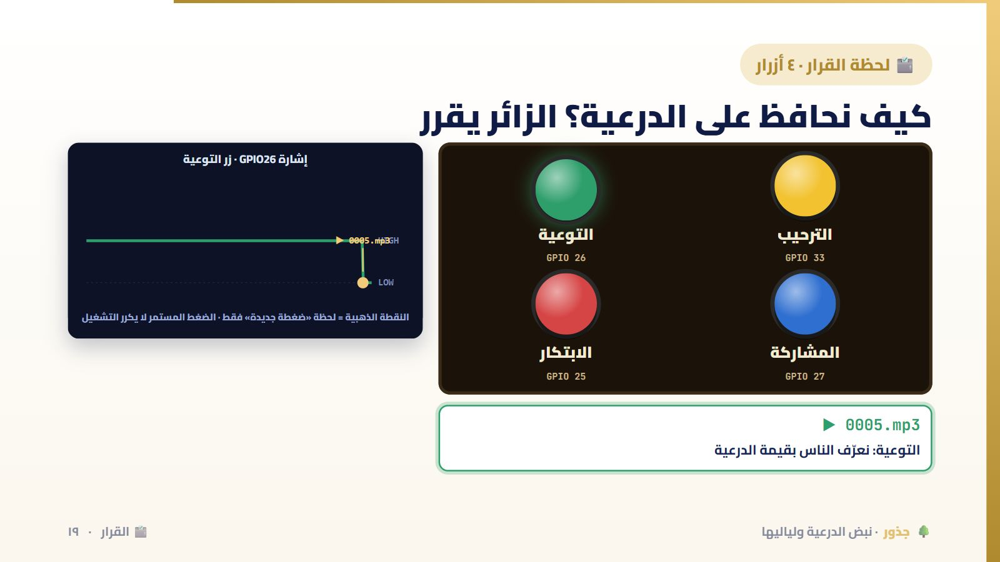 لحظة القرار · ٤ أزرار
كيف نحافظ على الدرعية؟ الزائر يقرر
الترحيب
GPIO 33
التوعية
GPIO 26
المشاركة
GPIO 27
الابتكار
GPIO 25
▶ 0005.mp3
التوعية: نعرّف الناس بقيمة الدرعية
إشارة GPIO26 · زر التوعية
▶ 0005.mp3
HIGH
LOW
النقطة الذهبية = لحظة «ضغطة جديدة» فقط · الضغط المستمر لا يكرر التشغيل
جذور · نبض الدرعية ولياليها
القرار · ١٩